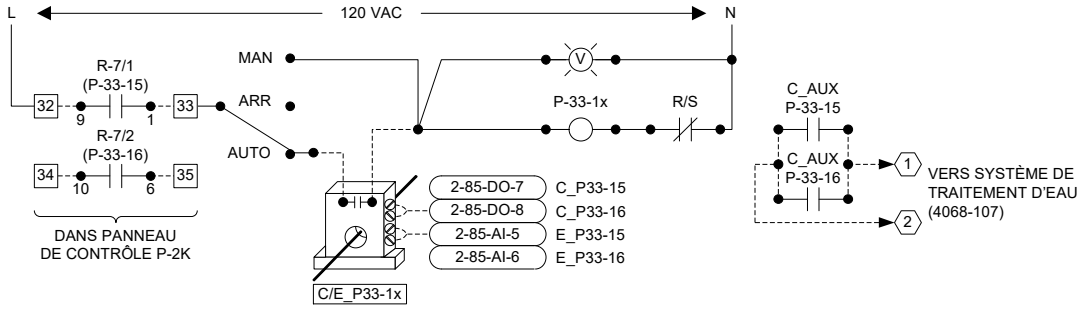 L
120 VAC
N
MAN
V
R-7/1
(P-33-15)
P-33-1x
R/S
C_AUX
P-33-15
32
9
1
33
ARR
R-7/2
(P-33-16)
AUTO
C_AUX
P-33-16
1
34
10
6
35
VERS SYSTÈME DE
TRAITEMENT D'EAU
(4068-107)
2
2-85-DO-7 C_P33-15
2-85-DO-8 C_P33-16
2-85-AI-5 E_P33-15
2-85-AI-6 E_P33-16
DANS PANNEAU
DE CONTRÔLE P-2K
C/E_P33-1x